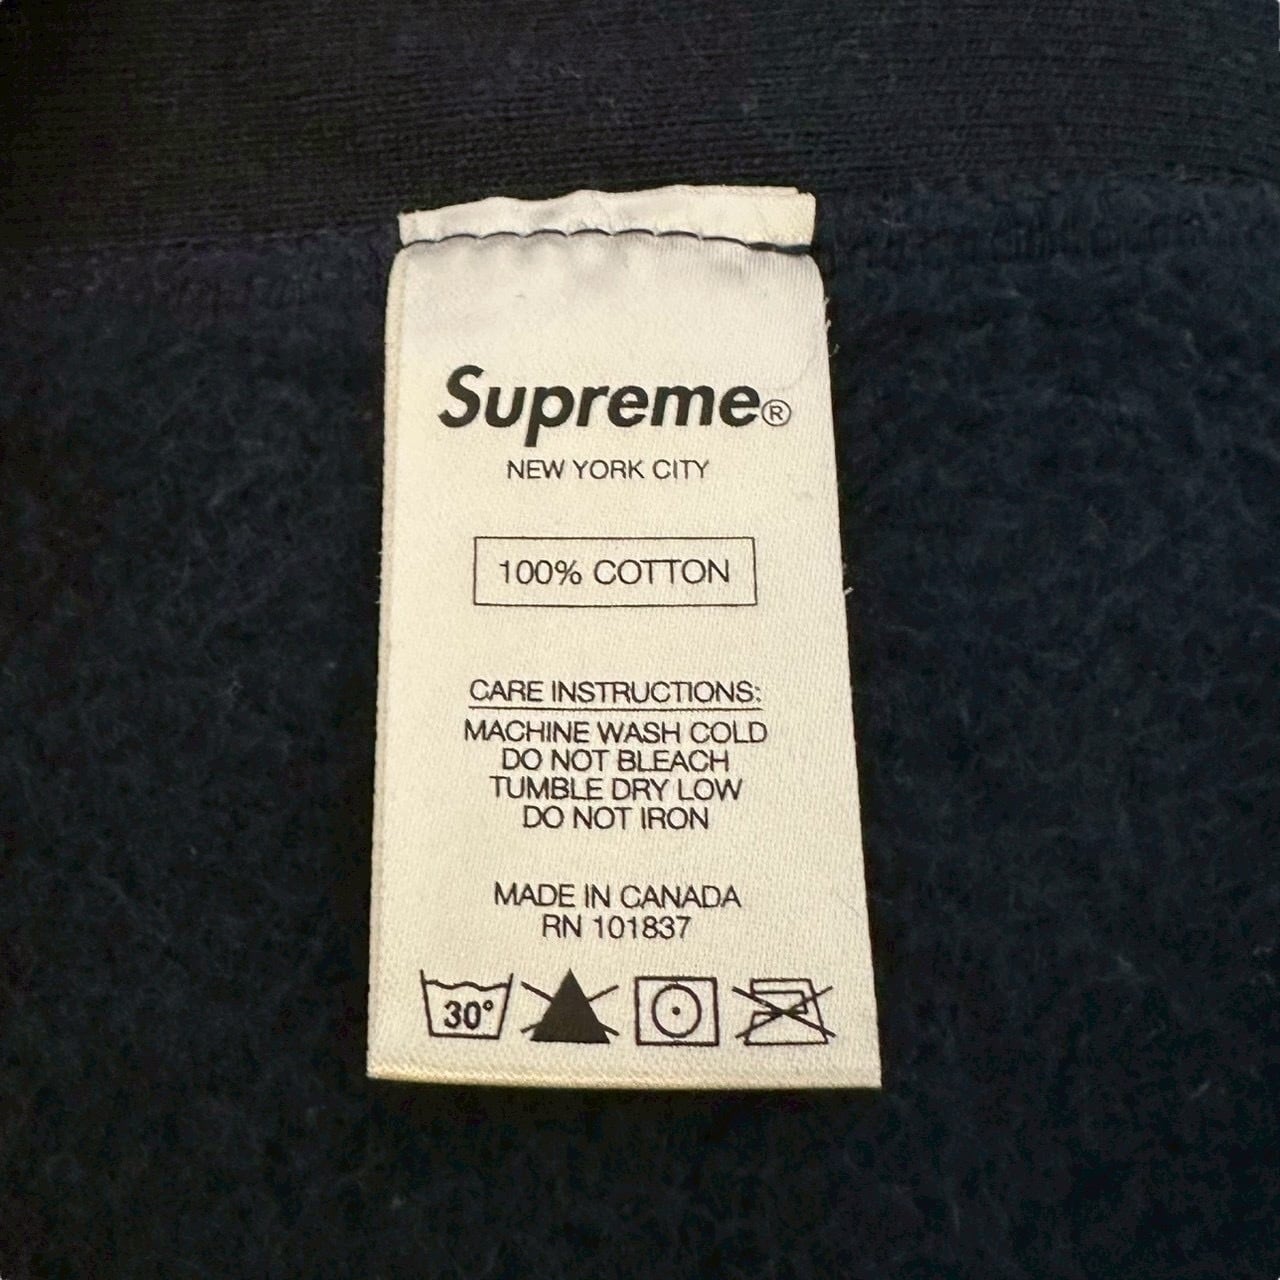 Supreme®
NEW YORK CITY
100% COTTON
CARE INSTRUCTIONS:
MACHINE WASH COLD
DO NOT BLEACH
TUMBLE DRY LOW
DO NOT IRON
MADE IN CANADA
RN 101837
30°